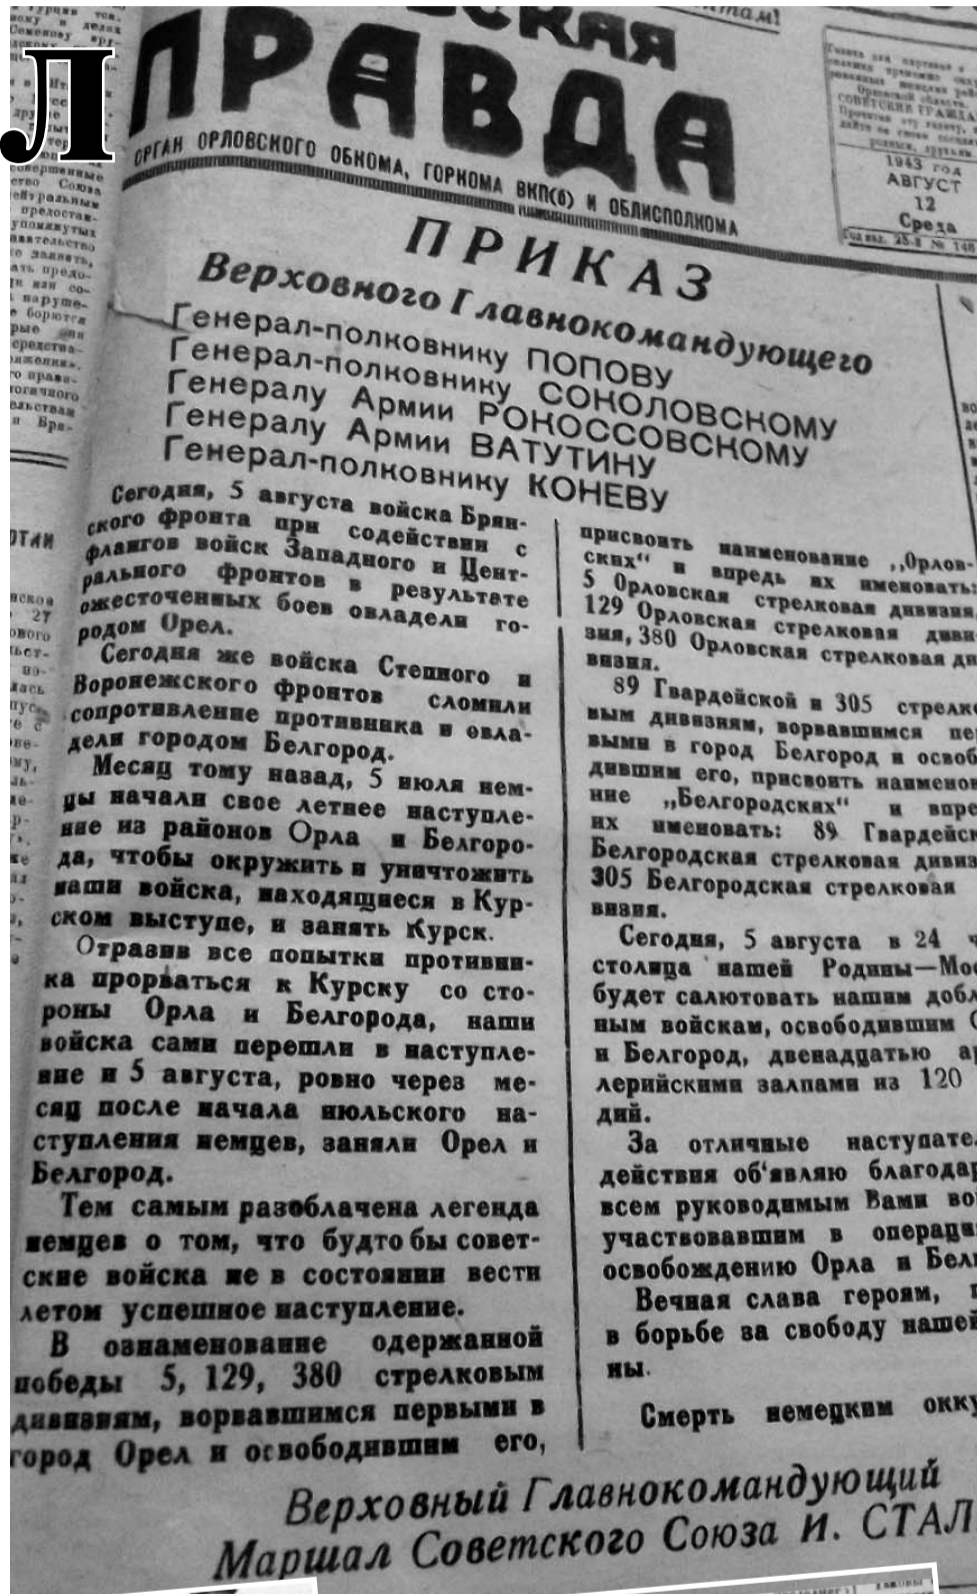 Л
СКАЯ
ПРАВДА
ОРГАН ОРЛОВСКОГО ОБКОМА, ГОРКОМА ВКП(б) И ОБЛИСПОЛКОМА
1943 год
АВГУСТ
12
Среда
ПРИКАЗ
Верховного Главнокомандующего
Генерал-полковнику ПОПОВУ
Генерал-полковнику СОКОЛОВСКОМУ
Генералу Армии РОКОССОВСКОМУ
Генералу Армии ВАТУТИНУ
Генерал-полковнику КОНЕВУ
Сегодня, 5 августа войска Брян-
ского фронта при содействии с
флангов войск Западного и Цент-
рального фронтов в результате
ожесточенных боев овладели го-
родом Орел.
Сегодня же войска Степного и
Воронежского фронтов сломили
сопротивление противника и овла-
дели городом Белгород.
Месяц тому назад, 5 июля нем-
цы начали свое летнее наступле-
ние из районов Орла и Белгоро-
да, чтобы окружить и уничтожить
наши войска, находящиеся в Кур-
ском выступе, и занять Курск.
Отразив все попытки противни-
ка прорваться к Курску со сто-
роны Орла и Белгорода, наши
войска сами перешли в наступле-
ние и 5 августа, ровно через ме-
сяц после начала июльского на-
ступления немцев, заняли Орел и
Белгород.
Тем самым разоблачена легенда
немцев о том, что будто бы совет-
ские войска не в состоянии вести
летом успешное наступление.
В ознаменование одержанной
победы 5, 129, 380 стрелковым
дивизиям, ворвавшимся первыми в
город Орел и освободившим его,
присвоить наименование „Орлов-
ских“ и впредь их именовать:
5 Орловская стрелковая дивизия,
129 Орловская стрелковая диви-
зия, 380 Орловская стрелковая ди
визия.
89 Гвардейской и 305 стрелко
вым дивизиям, ворвавшимся пер
выми в город Белгород и освоб
дившим его, присвоить наименов
ние „Белгородских“ и впре
их именовать: 89 Гвардейск
Белгородская стрелковая дивиз
305 Белгородская стрелковая
визия.
Сегодня, 5 августа в 24 ч
столица нашей Родины—Мос
будет салютовать нашим добл
ным войскам, освободившим О
и Белгород, двенадцатью ар
лерийскими залпами из 120
дий.
За отличные наступател
действия об‘являю благодар
всем руководимым Вами во
участвовавшим в операци
освобождению Орла и Бел
Вечная слава героям, п
в борьбе за свободу нашей
ны.
Смерть немецким окку
Верховный Главнокомандующий
Маршал Советского Союза И. СТАЛ